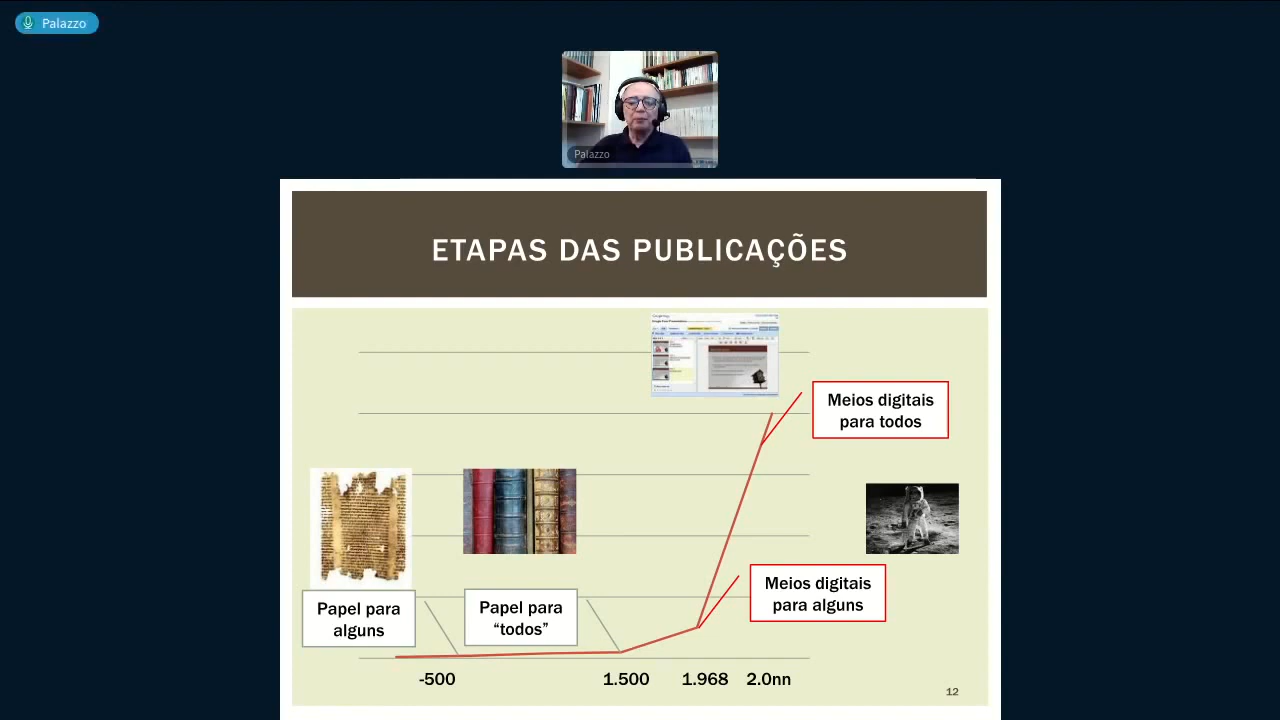 Palazzo
Palazzo
ETAPAS DAS PUBLICAÇÕES
Meios digitais
para todos
Papel para
alguns
Papel para
“todos”
Meios digitais
para alguns
-500
1.500
1.968
2.0nn
12